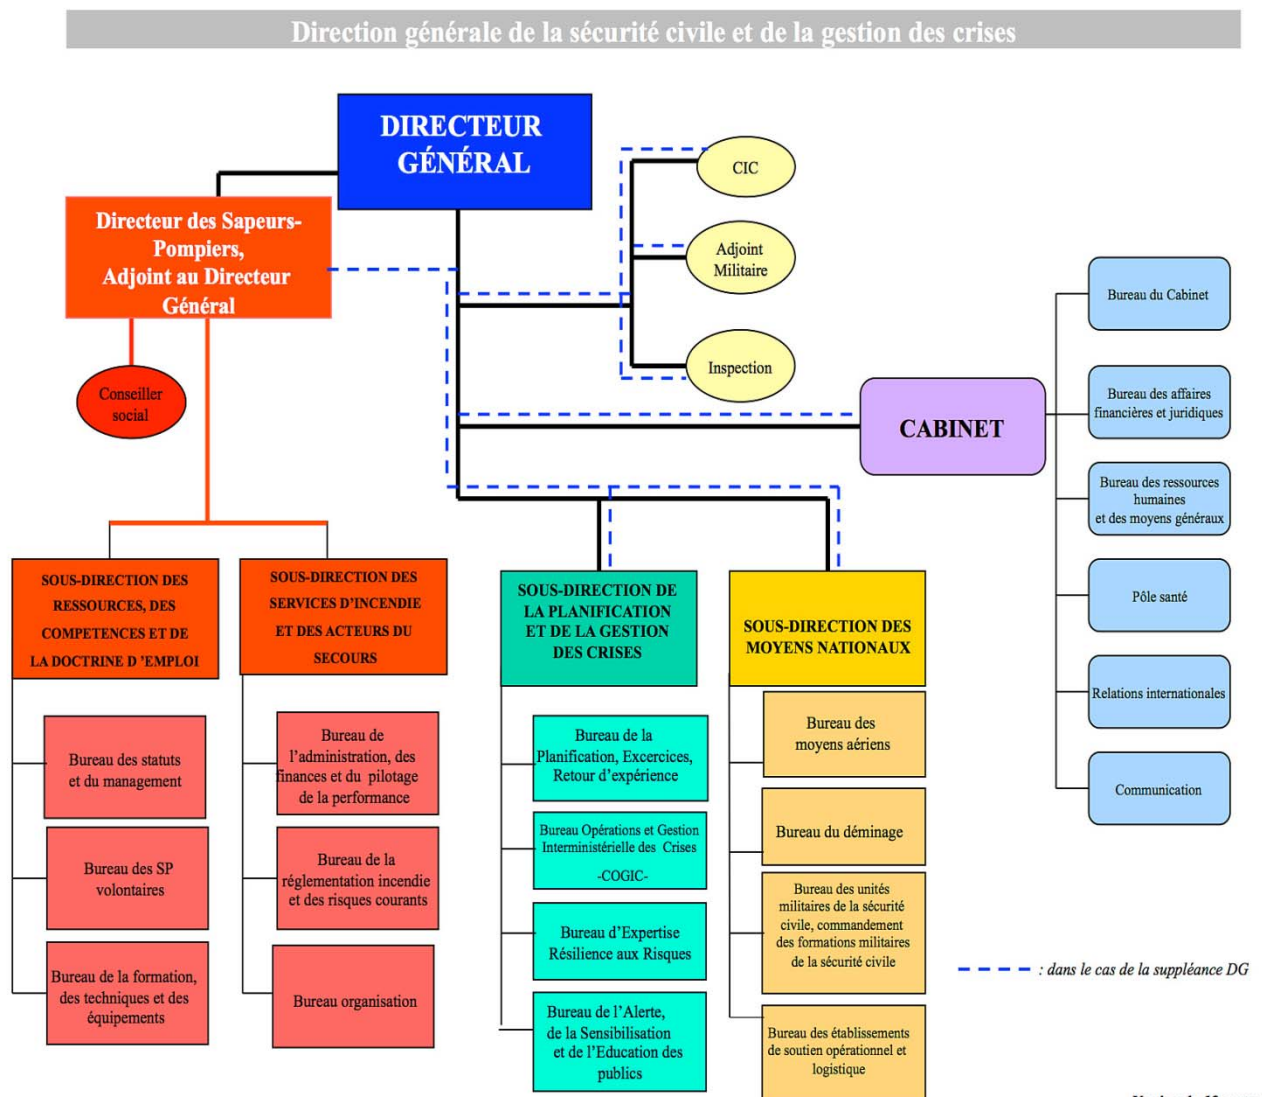 Direction générale de la sécurité civile et de la gestion des crises
DIRECTEUR
GÉNÉRAL
CIC
Adjoint
Militaire
Inspection
Directeur des Sapeurs-
Pompiers,
Adjoint au Directeur
Général
Conseiller
social
CABINET
Bureau du Cabinet
Bureau des affaires
financières et juridiques
Bureau des ressources
humaines
et des moyens généraux
Pôle santé
Relations internationales
Communication
SOUS-DIRECTION DES
RESSOURCES, DES
COMPETENCES ET DE
LA DOCTRINE D 'EMPLOI
Bureau des statuts
et du management
Bureau des SP
volontaires
Bureau de la formation,
des techniques et des
équipements
SOUS-DIRECTION DES
SERVICES D'INCENDIE
ET DES ACTEURS DU
SECOURS
Bureau de
l'administration, des
finances et du pilotage
de la performance
Bureau de la
réglementation incendie
et des risques courants
Bureau organisation
SOUS-DIRECTION DE
LA PLANIFICATION
ET DE LA GESTION
DES CRISES
Bureau de la
Planification, Excercices,
Retour d'expérience
Bureau Opérations et Gestion
Interministérielle des Crises
-COGIC-
Bureau d'Expertise
Résilience aux Risques
Bureau de l'Alerte,
de la Sensibilisation
et de l'Education des
publics
SOUS-DIRECTION DES
MOYENS NATIONAUX
Bureau des
moyens aériens
Bureau du déminage
Bureau des unités
militaires de la sécurité
civile, commandement
des formations militaires
de la sécurité civile
Bureau des établissements
de soutien opérationnel et
logistique
: dans le cas de la suppléance DG